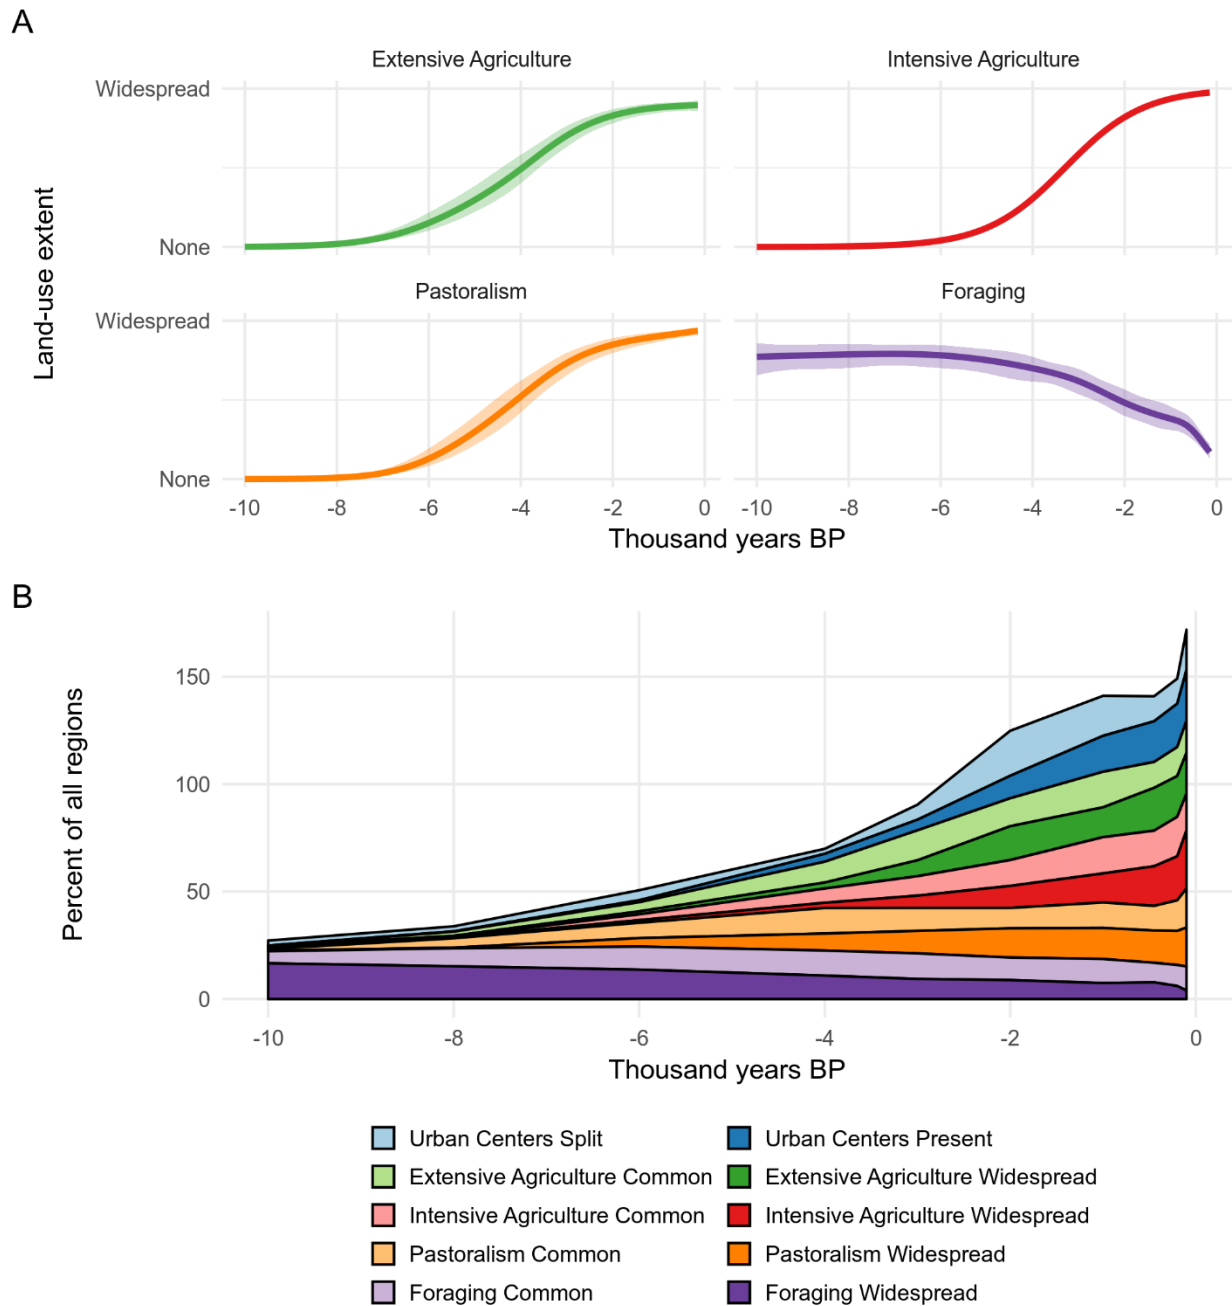 A
Extensive Agriculture Intensive Agriculture
Widespread
None
Pastoralism Foraging
Widespread
None
Land-use extent
-10 -8 -6 -4 -2 0 -10 -8 -6 -4 -2 0
Thousand years BP
B
150
100
50
0
Percent of all regions
-10 -8 -6 -4 -2 0
Thousand years BP
Urban Centers Split Urban Centers Present
Extensive Agriculture Common Extensive Agriculture Widespread
Intensive Agriculture Common Intensive Agriculture Widespread
Pastoralism Common Pastoralism Widespread
Foraging Common Foraging Widespread